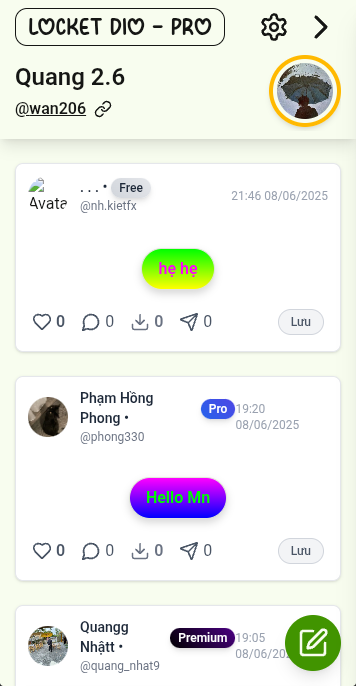 LOCKET DIO - PRO
Quang 2.6
@wan206
Avata
. . . • Free
@nh.kietfx
21:46 08/06/2025
hẹ hẹ
0 0 0 0 Lưu
Phạm Hồng
Phong •
@phong330
Pro
19:20
08/06/2025
Hello Mn
0 0 0 0 Lưu
Quangg
Nhậtt •
@quang_nhat9
Premium
19:05
08/06/20